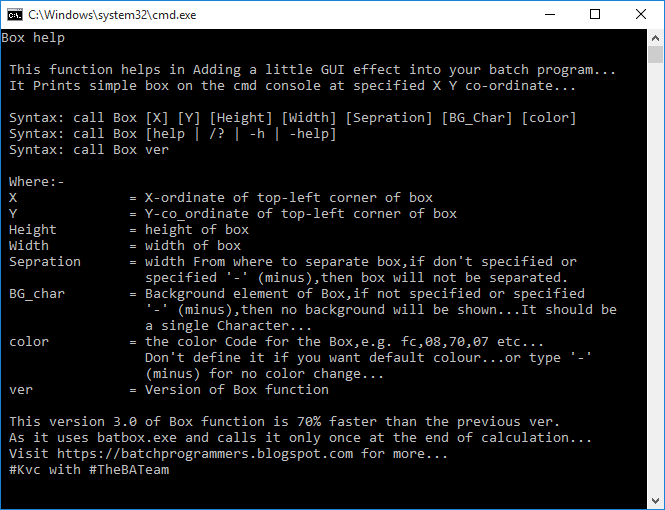 C:\Windows\system32\cmd.exe
Box help
This function helps in Adding a little GUI effect into your batch program...
It Prints simple box on the cmd console at specified X Y co-ordinate...
Syntax: call Box [X] [Y] [Height] [Width] [Sepration] [BG_Char] [color]
Syntax: call Box [help | /? | -h | -help]
Syntax: call Box ver
Where:-
X = X-ordinate of top-left corner of box
Y = Y-co_ordinate of top-left corner of box
Height = height of box
Width = width of box
Sepration = width From where to separate box,if don't specified or
specified '-' (minus),then box will not be separated.
BG_char = Background element of Box,if not specified or specified
'-' (minus),then no background will be shown...It should be
a single Character...
color = the color Code for the Box,e.g. fc,08,70,07 etc...
Don't define it if you want default colour...or type '-'
(minus) for no color change...
ver = Version of Box function
This version 3.0 of Box function is 70% faster than the previous ver.
As it uses batbox.exe and calls it only once at the end of calculation...
Visit https://batchprogrammers.blogspot.com for more...
#Kvc with #TheBATeam